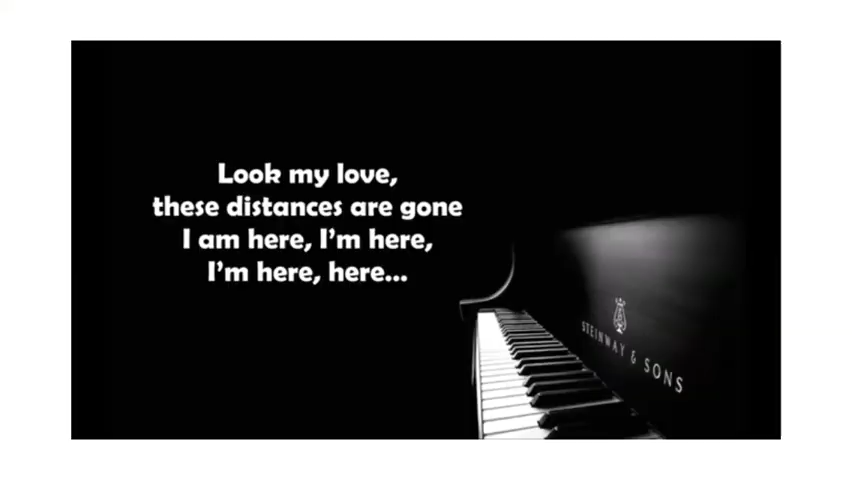 Look my love,
these distances are gone
I am here, I'm here,
I'm here, here...
STEINWAY & SONS